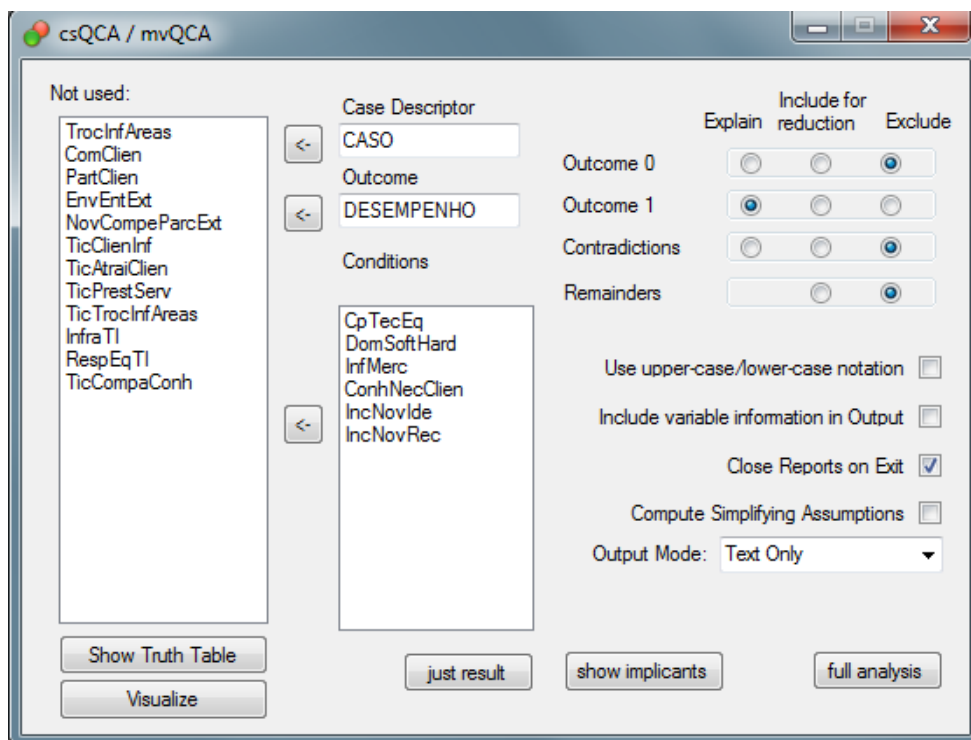 csQCA / mvQCA
Not used:
TrocInfAreas
ComClien
PartClien
EnvEntExt
NovCompeParcExt
TicClienInf
TicAtraiClien
TicPrestServ
TicTrocInfAreas
InfraTI
RespEqTI
TicCompaConh
Show Truth Table
Visualize
<-
<-
<-
Case Descriptor
CASO
Outcome
DESEMPENHO
Conditions
CpTecEq
DomSoftHard
InfMerc
ConhNecClien
IncNovIde
IncNovRec
just result
Explain
Include for
reduction
Exclude
Outcome 0
Outcome 1
Contradictions
Remainders
Use upper-case/lower-case notation
Include variable information in Output
Close Reports on Exit
Compute Simplifying Assumptions
Output Mode: Text Only
show implicants
full analysis